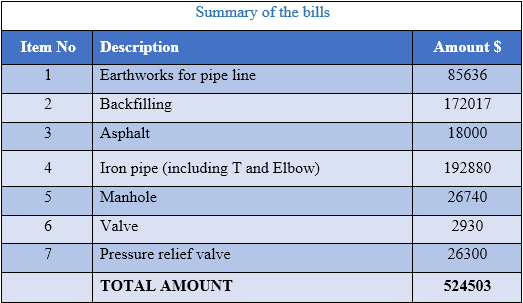 Summary of the bills
Item No Description Amount $
1 Earthworks for pipe line 85636
2 Backfilling 172017
3 Asphalt 18000
4 Iron pipe (including T and Elbow) 192880
5 Manhole 26740
6 Valve 2930
7 Pressure relief valve 26300
TOTAL AMOUNT 524503